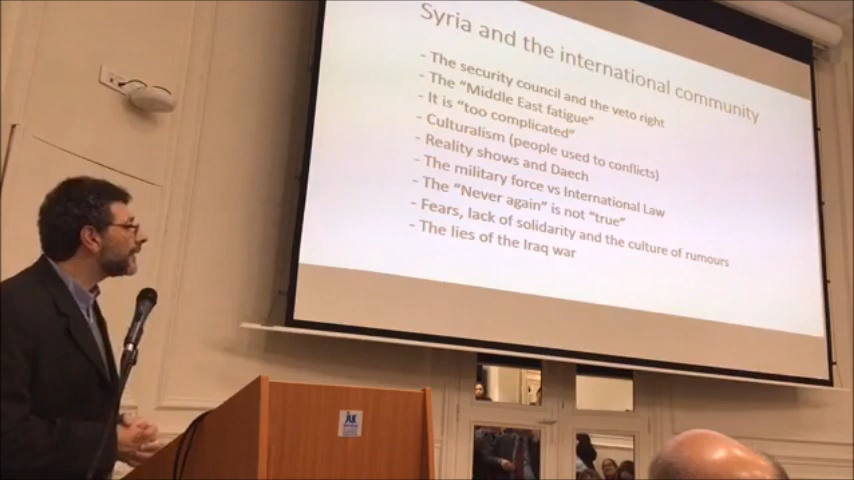 Syria and the international community
- The security council and the veto right
- The "Middle East fatigue"
- It is "too complicated"
- Culturalism (people used to conflicts)
- Reality shows and Daech
- The military force vs International Law
- The "Never again" is not "true"
- Fears, lack of solidarity and the culture of rumours
- The lies of the Iraq war